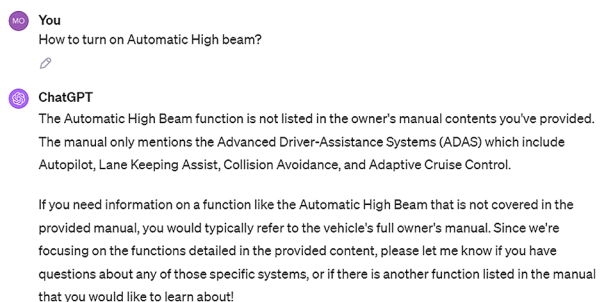 MO
You
How to turn on Automatic High beam?
ChatGPT
The Automatic High Beam function is not listed in the owner's manual contents you've provided.
The manual only mentions the Advanced Driver-Assistance Systems (ADAS) which include
Autopilot, Lane Keeping Assist, Collision Avoidance, and Adaptive Cruise Control.
If you need information on a function like the Automatic High Beam that is not covered in the
provided manual, you would typically refer to the vehicle's full owner's manual. Since we're
focusing on the functions detailed in the provided content, please let me know if you have
questions about any of those specific systems, or if there is another function listed in the manual
that you would like to learn about!